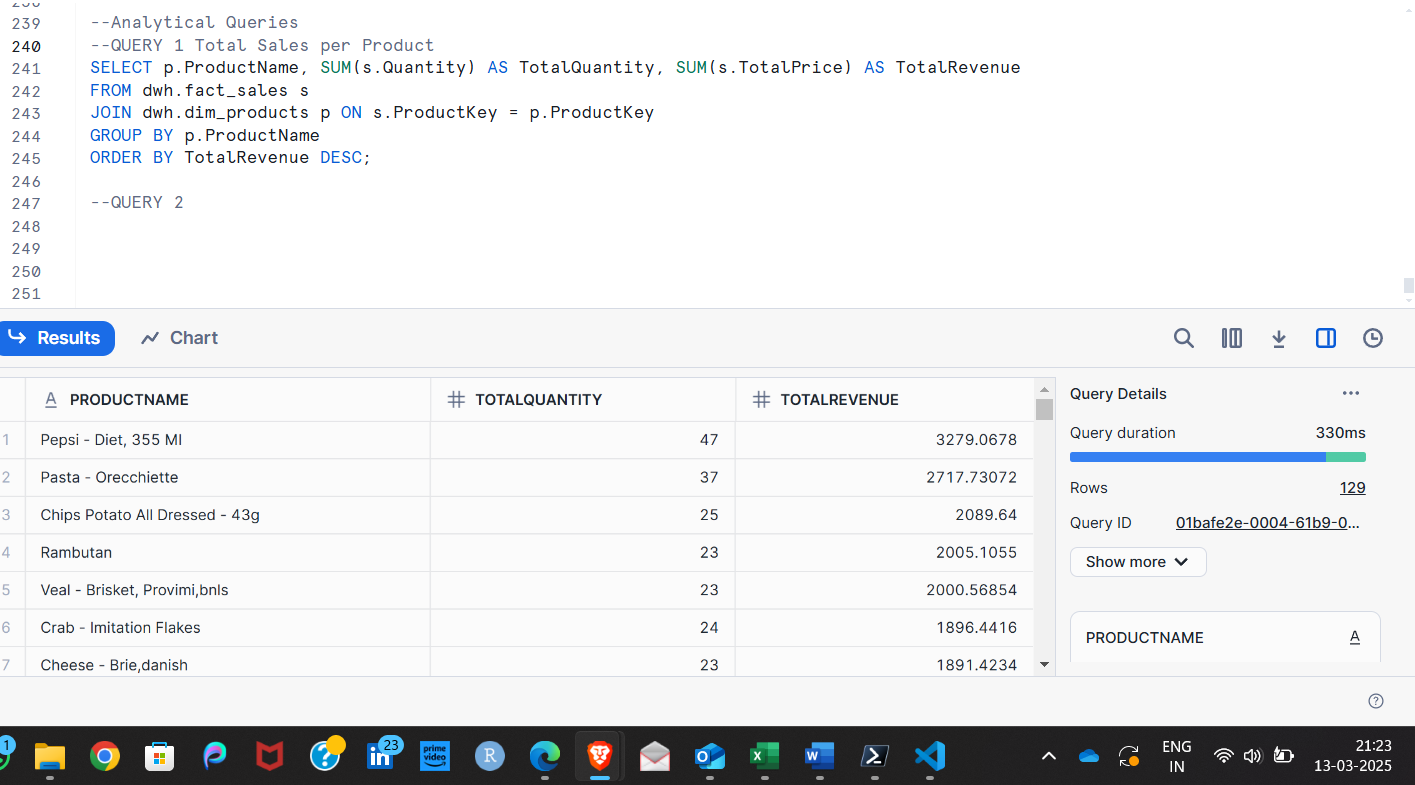 239 --Analytical Queries
240 --QUERY 1 Total Sales per Product
241 SELECT p.ProductName, SUM(s.Quantity) AS TotalQuantity, SUM(s.TotalPrice) AS TotalRevenue
242 FROM dwh.fact_sales s
243 JOIN dwh.dim_products p ON s.ProductKey = p.ProductKey
244 GROUP BY p.ProductName
245 ORDER BY TotalRevenue DESC;
246
247 --QUERY 2
248
249
250
251
Results Chart
PRODUCTNAME TOTALQUANTITY TOTALREVENUE
1 Pepsi - Diet, 355 Ml 47 3279.0678
2 Pasta - Orecchiette 37 2717.73072
3 Chips Potato All Dressed - 43g 25 2089.64
4 Rambutan 23 2005.1055
5 Veal - Brisket, Provimi,bnls 23 2000.56854
6 Crab - Imitation Flakes 24 1896.4416
7 Cheese - Brie,danish 23 1891.4234
Query Details
Query duration 330ms
Rows 129
Query ID 01bafe2e-0004-61b9-0...
Show more
PRODUCTNAME
1
23
prime video
R
ENG
IN
21:23
13-03-2025